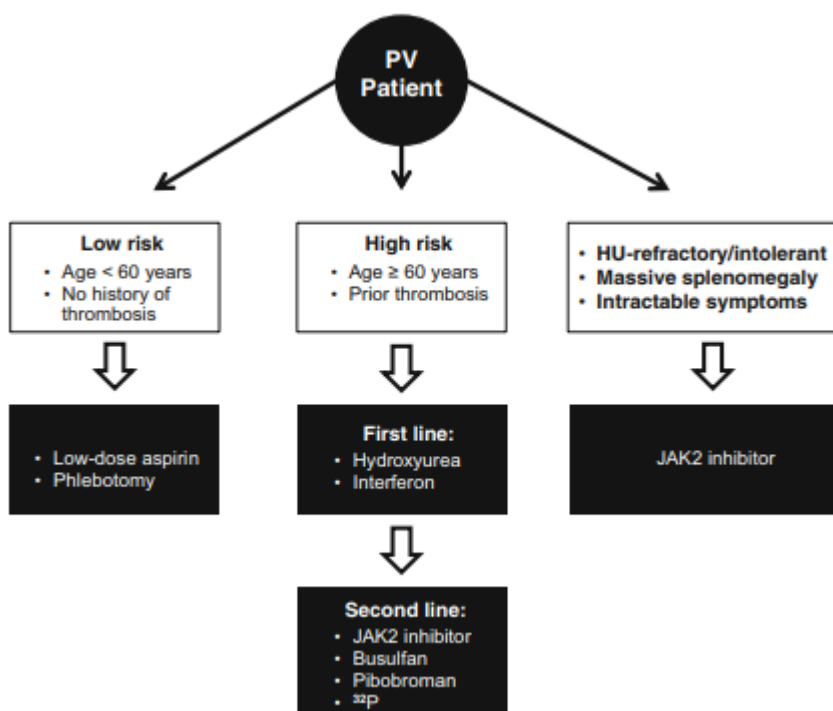 PV
Patient
Low risk
• Age < 60 years
• No history of
thrombosis
High risk
• Age ≥ 60 years
• Prior thrombosis
• HU-refractory/intolerant
• Massive splenomegaly
• Intractable symptoms
• Low-dose aspirin
• Phlebotomy
First line:
• Hydroxyurea
• Interferon
JAK2 inhibitor
Second line:
• JAK2 inhibitor
• Busulfan
• Pibobroman
• ³²P